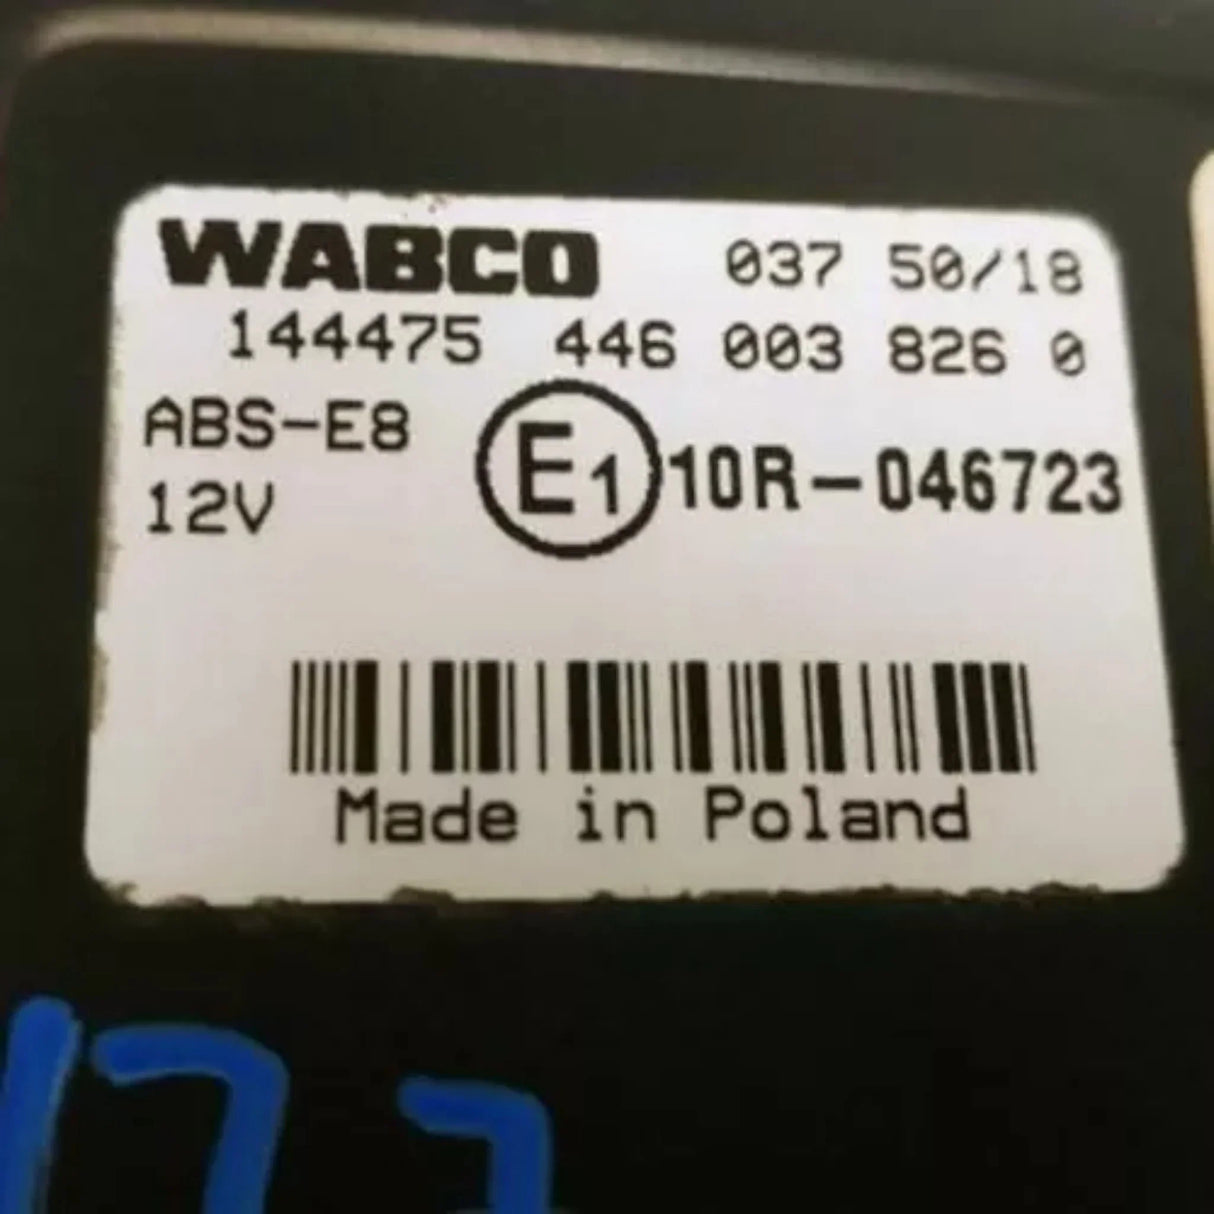 WABCO 037 50/18
144475 446 003 826 0
ABS-E8
12V
E1 10R-046723
Made in Poland